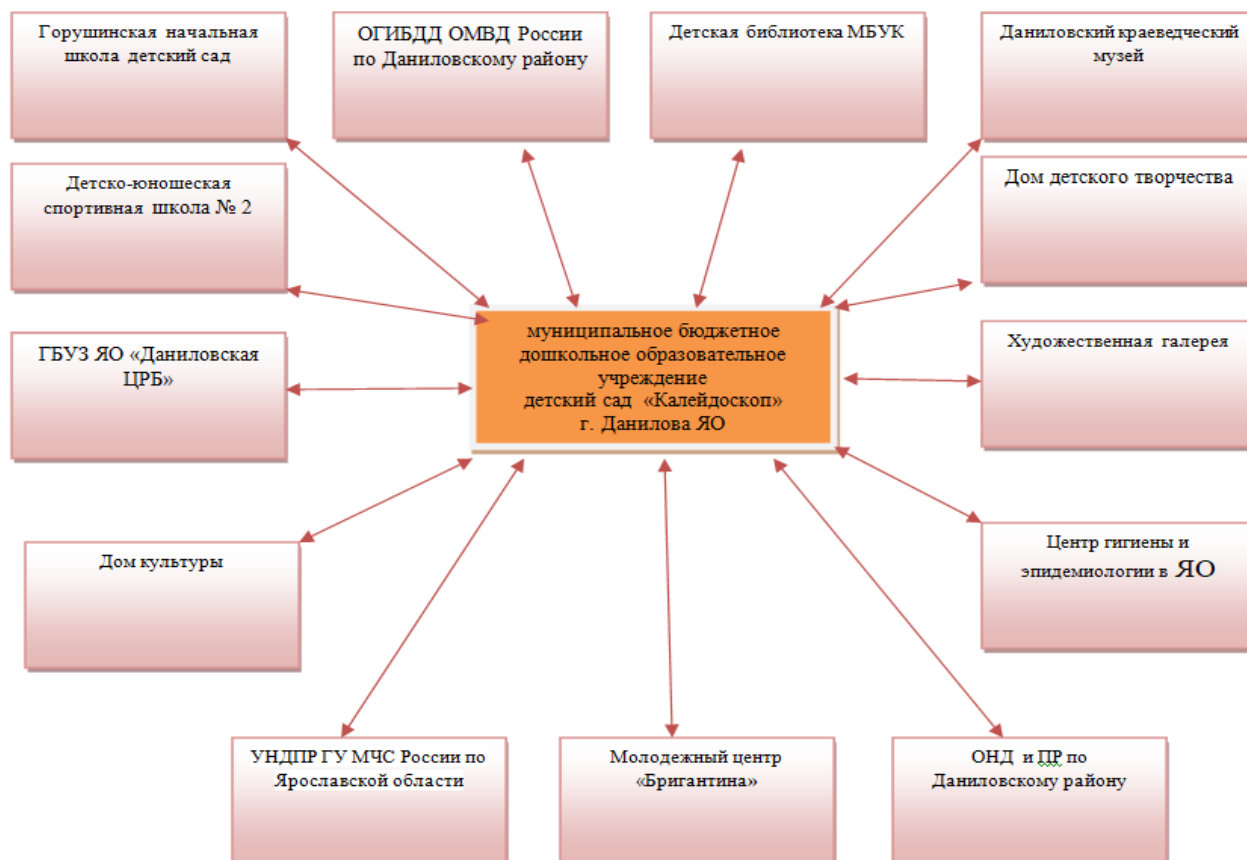 Горушинская начальная
школа детский сад
ОГИБДД ОМВД России
по Даниловскому району
Детская библиотека МБУК
Даниловский краеведческий
музей
Детско-юношеская
спортивная школа № 2
Дом детского творчества
муниципальное бюджетное
дошкольное образовательное
учреждение
детский сад «Калейдоскоп»
г. Данилова ЯО
ГБУЗ ЯО «Даниловская
ЦРБ»
Художественная галерея
Дом культуры
Центр гигиены и
эпидемиологии в ЯО
УНДПР ГУ МЧС России по
Ярославской области
Молодежный центр
«Бригантина»
ОНД и ПР по
Даниловскому району